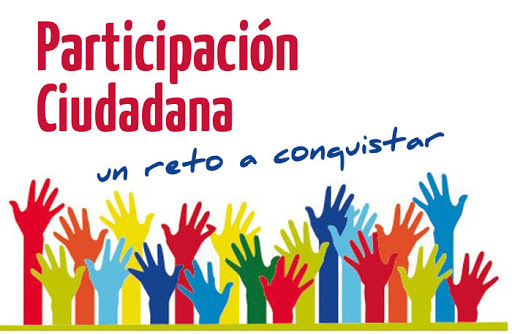 Participación
Ciudadana
un reto a conquistar